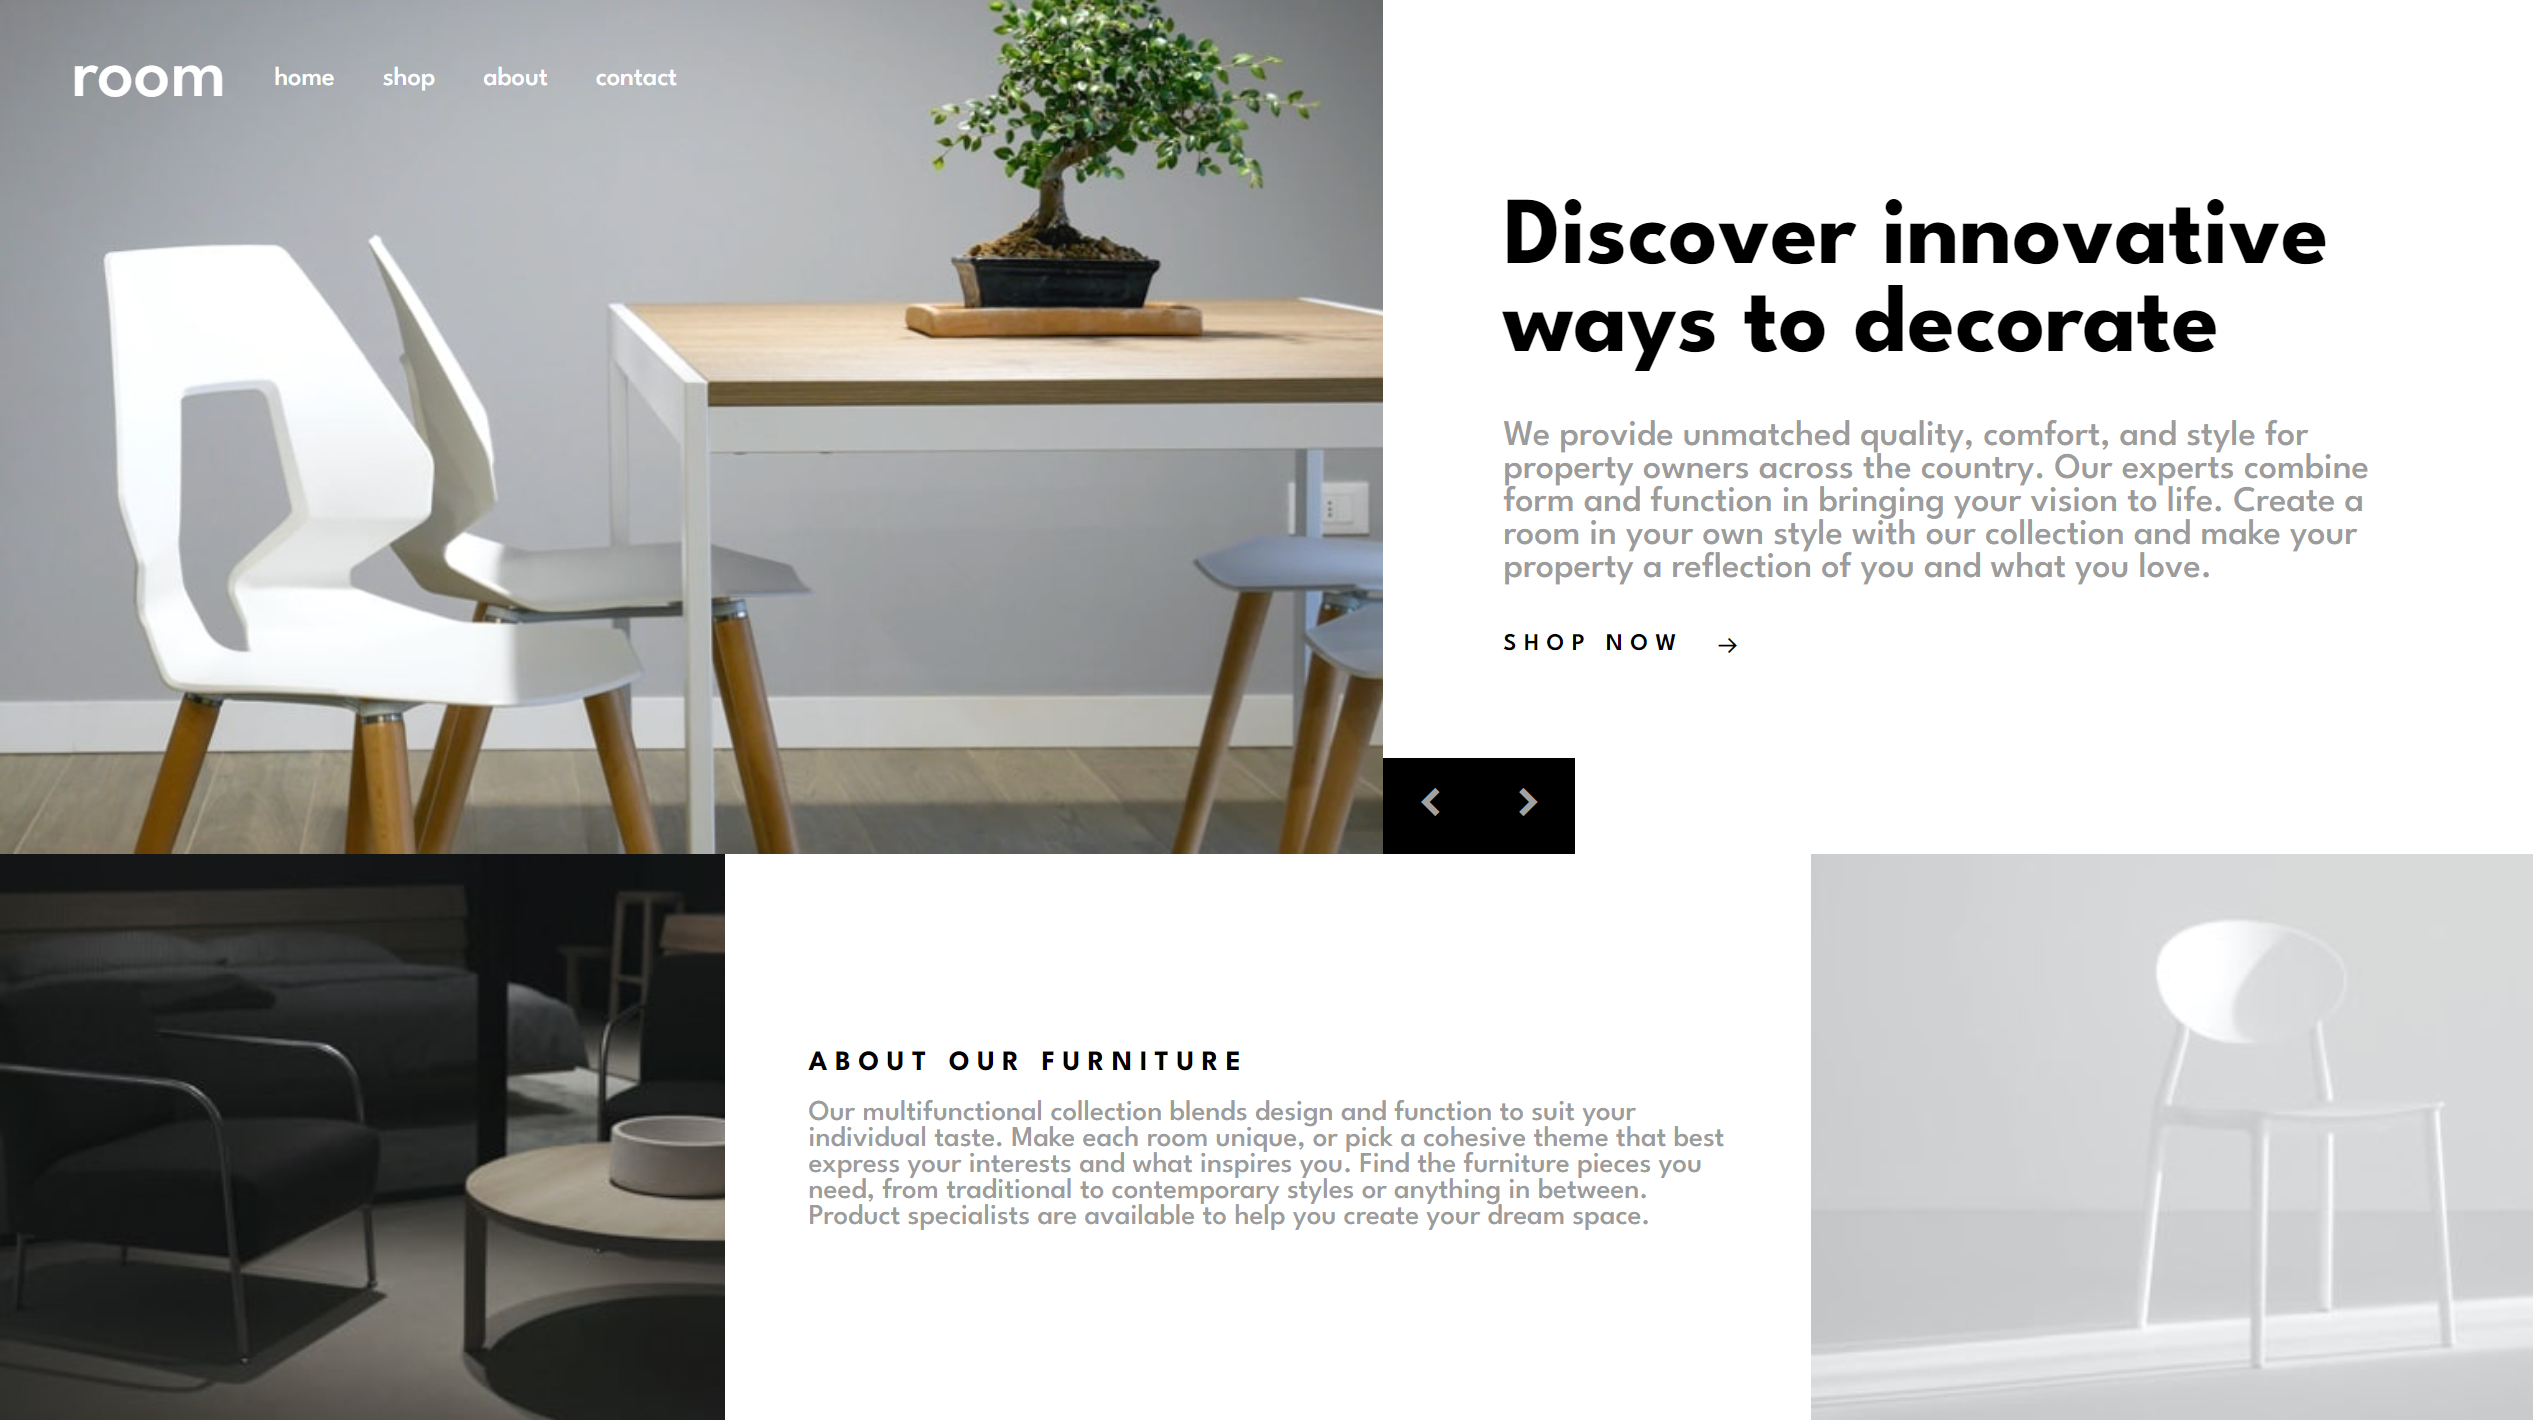 room
home shop about contact
Discover innovative
ways to decorate
We provide unmatched quality, comfort, and style for
property owners across the country. Our experts combine
form and function in bringing your vision to life. Create a
room in your own style with our collection and make your
property a reflection of you and what you love.
SHOP NOW →
ABOUT OUR FURNITURE
Our multifunctional collection blends design and function to suit your
individual taste. Make each room unique, or pick a cohesive theme that best
express your interests and what inspires you. Find the furniture pieces you
need, from traditional to contemporary styles or anything in between.
Product specialists are available to help you create your dream space.